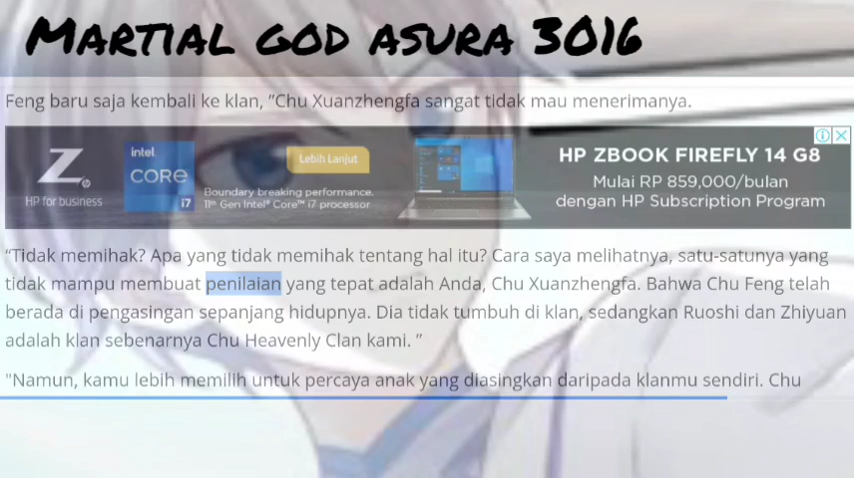 MARTIAL GOD ASURA 3016
Feng baru saja kembali ke klan, ”Chu Xuanzhengfa sangat tidak mau menerimanya.
HP for business
intel
CORE
i7
Lebih Lanjut
Boundary breaking performance.
11th Gen Intel® Core™ i7 processor
HP ZBOOK FIREFLY 14 G8
Mulai RP 859,000/bulan
dengan HP Subscription Program
“Tidak memihak? Apa yang tidak memihak tentang hal itu? Cara saya melihatnya, satu-satunya yang
tidak mampu membuat penilaian yang tepat adalah Anda, Chu Xuanzhengfa. Bahwa Chu Feng telah
berada di pengasingan sepanjang hidupnya. Dia tidak tumbuh di klan, sedangkan Ruoshi dan Zhiyuan
adalah klan sebenarnya Chu Heavenly Clan kami. ”
"Namun, kamu lebih memilih untuk percaya anak yang diasingkan daripada klanmu sendiri. Chu